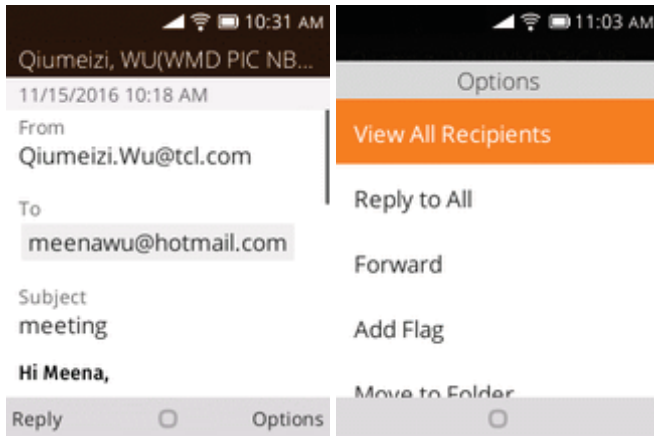 10:31 AM
Qiumeizi, WU(WMD PIC NB...
11/15/2016 10:18 AM
From
Qiumeizi.Wu@tcl.com
To
meenawu@hotmail.com
Subject
meeting
Hi Meena,
Reply Options
11:03 AM
Options
View All Recipients
Reply to All
Forward
Add Flag
Move to Folder